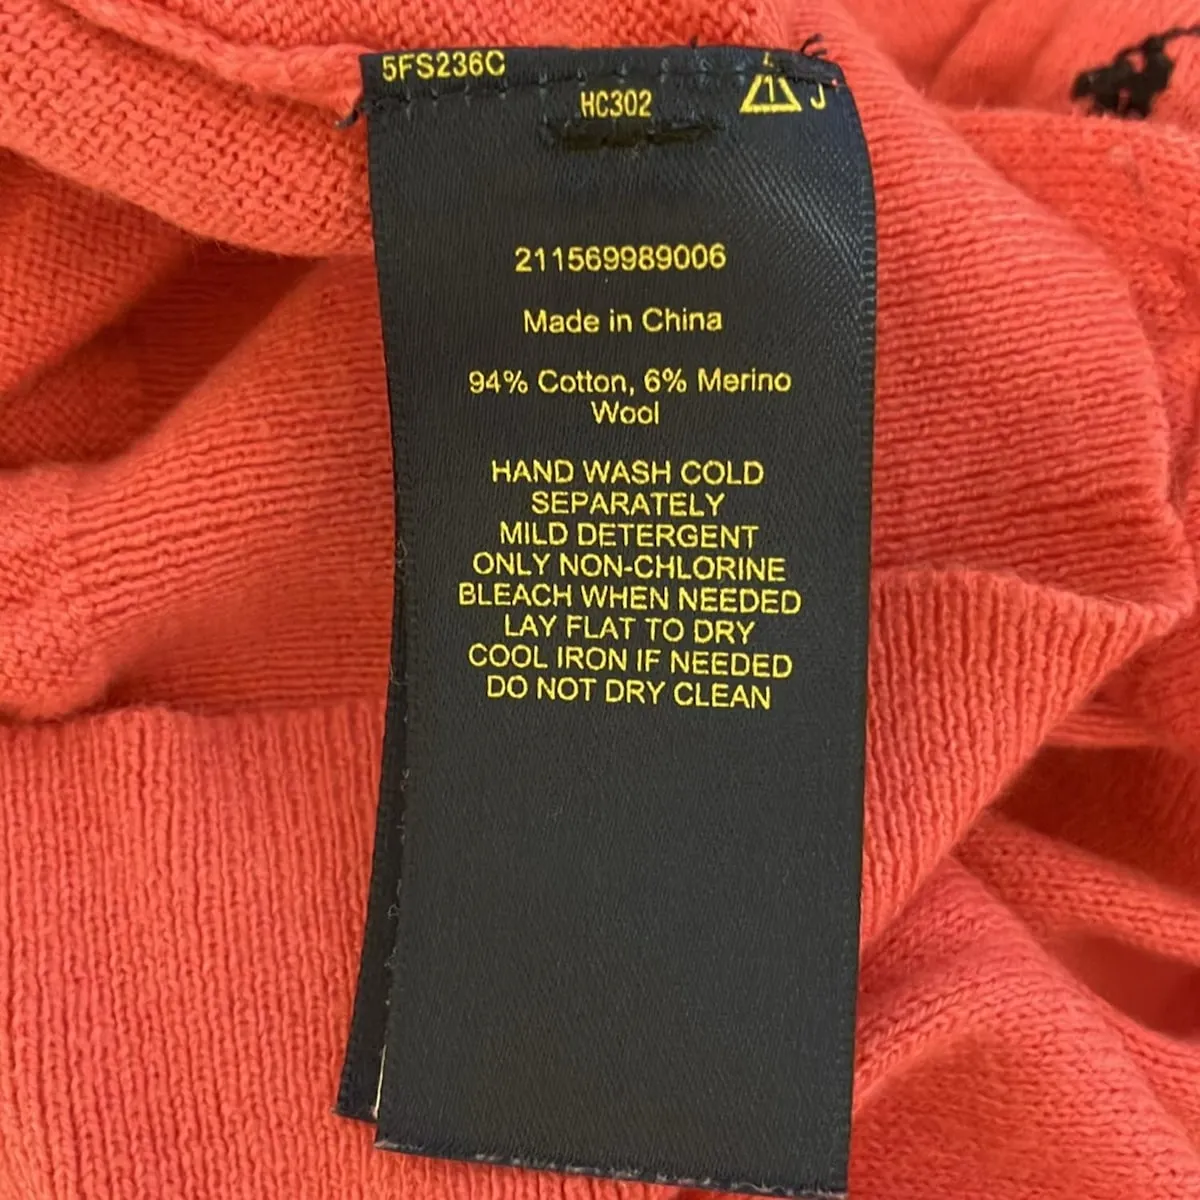 5FS236C
HC302
1 J
211569989006
Made in China
94% Cotton, 6% Merino
Wool
HAND WASH COLD
SEPARATELY
MILD DETERGENT
ONLY NON-CHLORINE
BLEACH WHEN NEEDED
LAY FLAT TO DRY
COOL IRON IF NEEDED
DO NOT DRY CLEAN